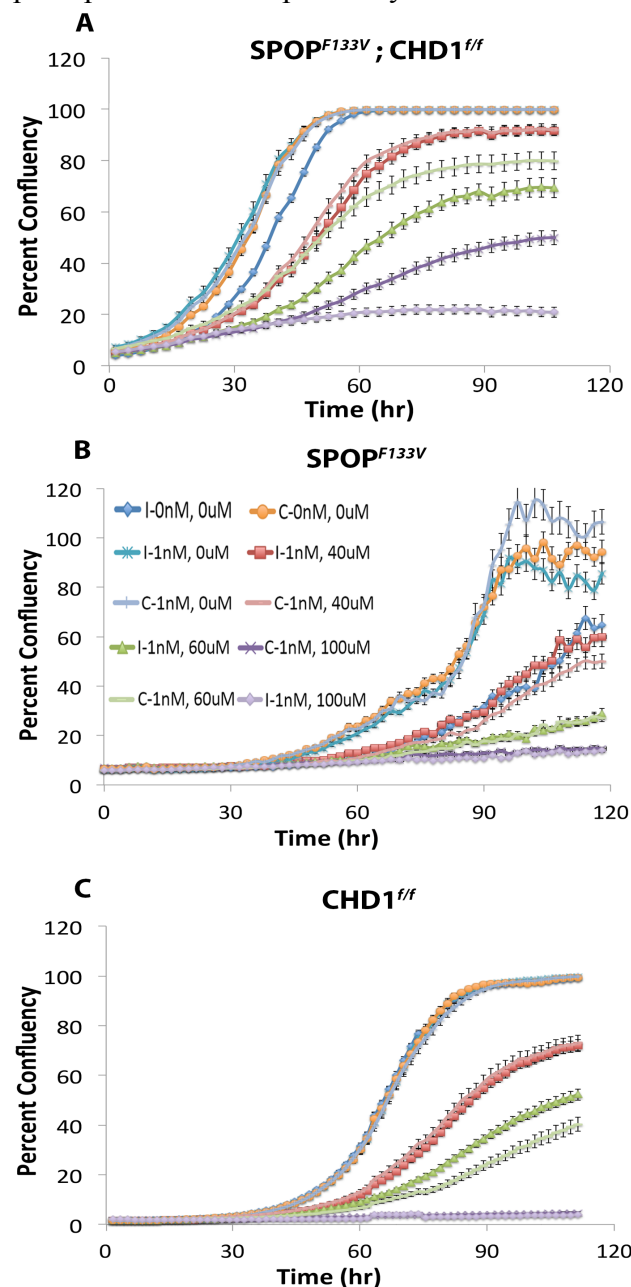 A
SPOP^F133V ; CHD1^f/f
120
100
80
60
40
20
0
Percent Confluency
0 30 60 90 120
Time (hr)
B
SPOP^F133V
120
100
80
60
40
20
0
Percent Confluency
I-0nM, 0uM C-0nM, 0uM
I-1nM, 0uM I-1nM, 40uM
C-1nM, 0uM C-1nM, 40uM
I-1nM, 60uM C-1nM, 100uM
C-1nM, 60uM I-1nM, 100uM
0 30 60 90 120
Time (hr)
C
CHD1^f/f
120
100
80
60
40
20
0
Percent Confluency
0 30 60 90 120
Time (hr)